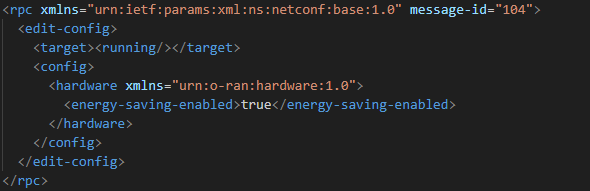 <rpc xmlns="urn:ietf:params:xml:ns:netconf:base:1.0" message-id="104">
  <edit-config>
    <target><running/></target>
    <config>
      <hardware xmlns="urn:o-ran:hardware:1.0">
        <energy-saving-enabled>true</energy-saving-enabled>
      </hardware>
    </config>
  </edit-config>
</rpc>